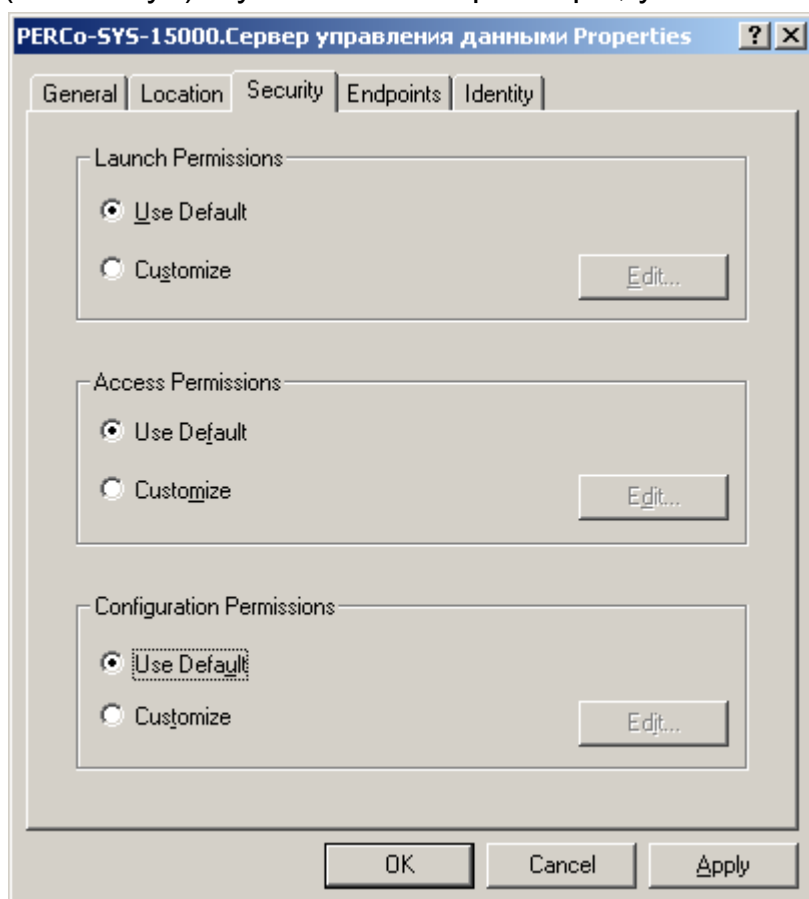 PERCo-SYS-15000.Сервер управления данными Properties
General Location Security Endpoints Identity
Launch Permissions
Use Default
Customize
Edit...
Access Permissions
Use Default
Customize
Edit...
Configuration Permissions
Use Default
Customize
Edit...
OK Cancel Apply